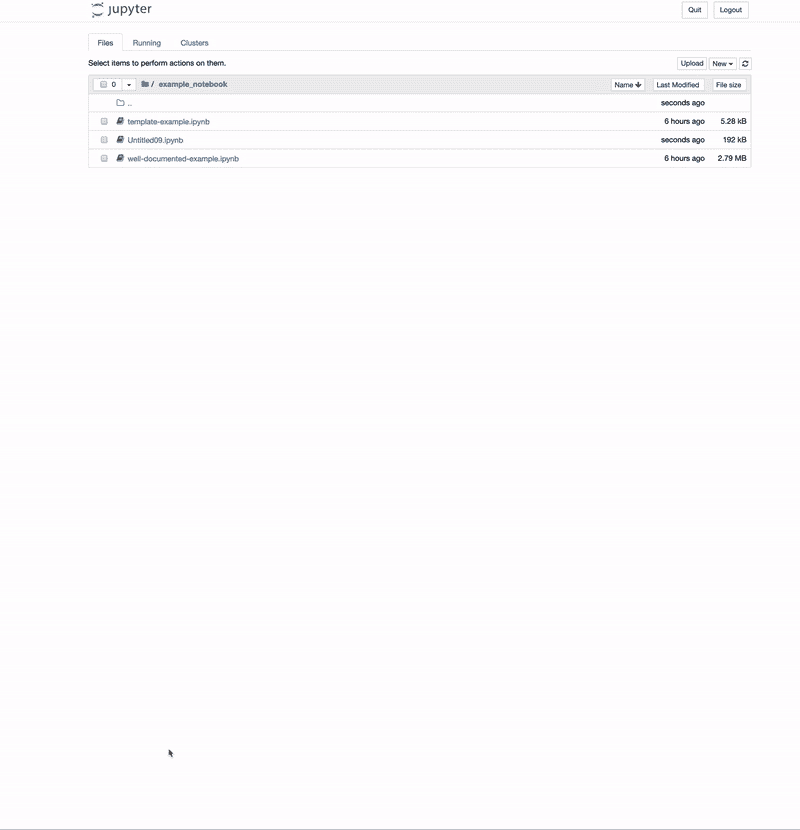 jupyter Quit Logout
Files Running Clusters
Select items to perform actions on them. Upload New
0 / example_notebook Name Last Modified File size
.. seconds ago
template-example.ipynb 6 hours ago 5.28 kB
Untitled09.ipynb seconds ago 192 kB
well-documented-example.ipynb 6 hours ago 2.79 MB